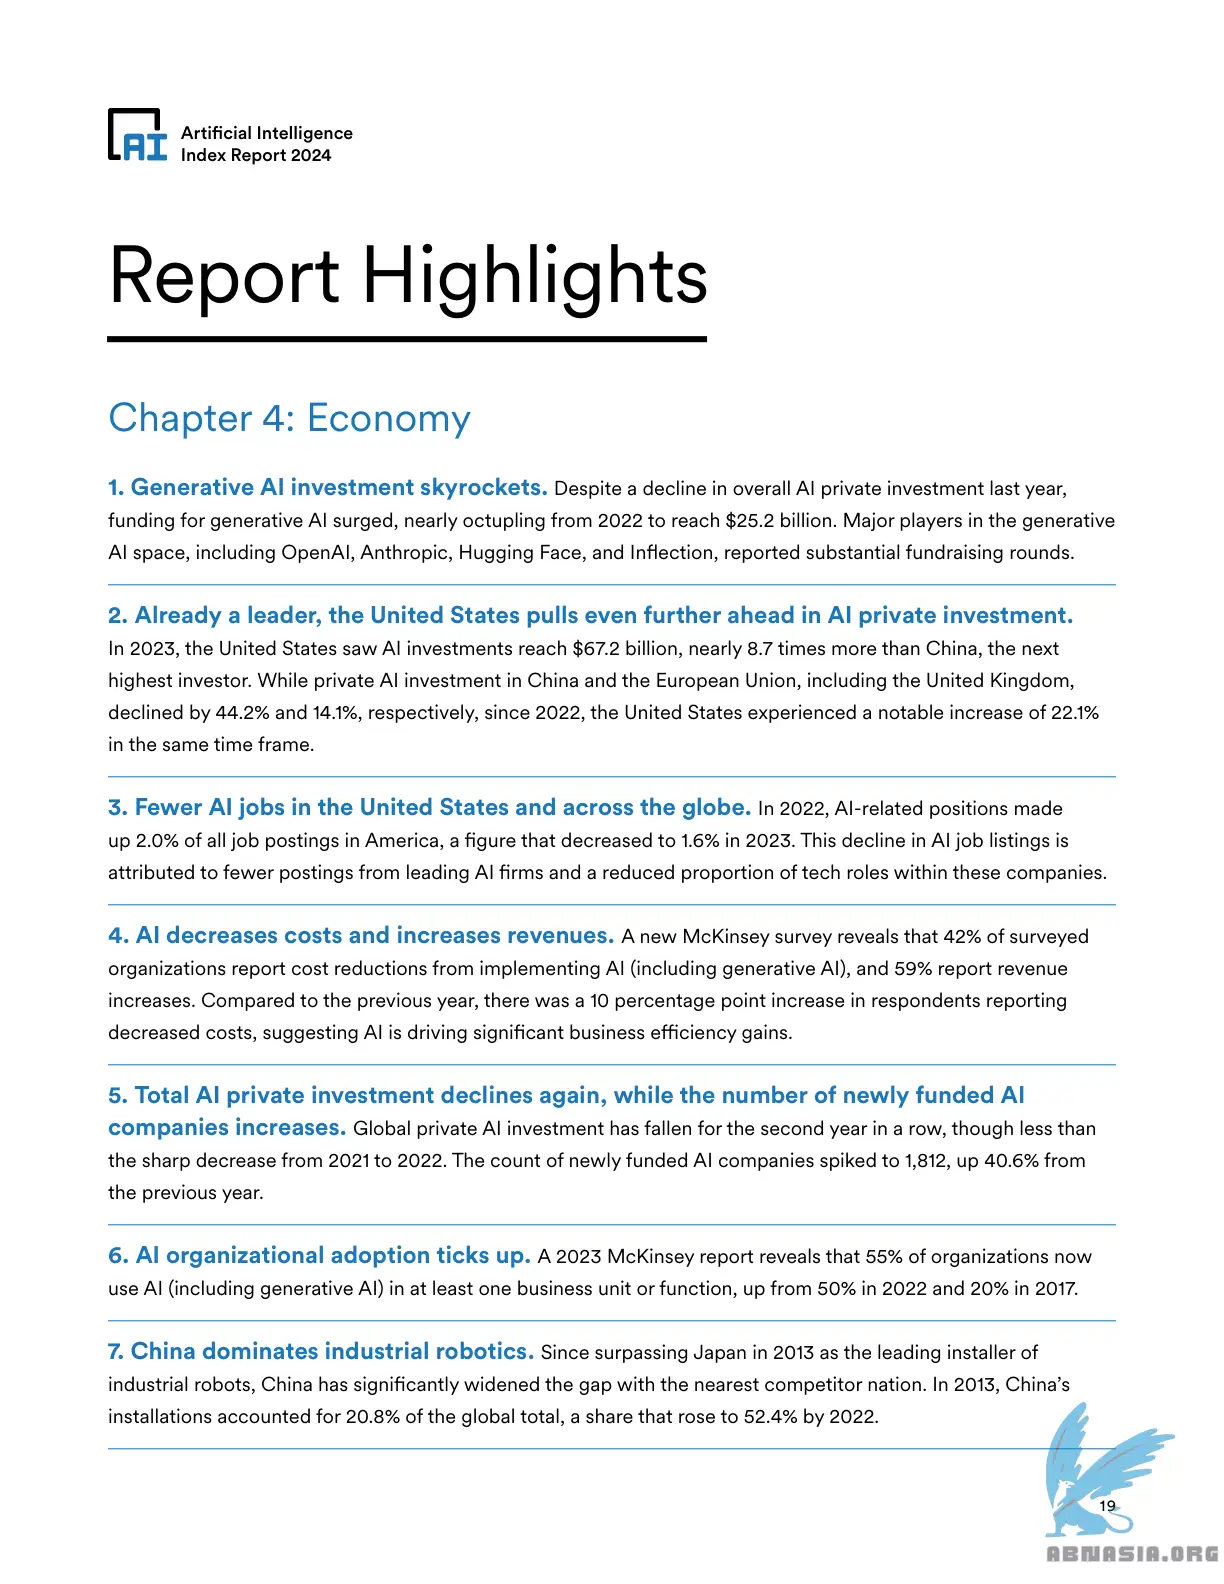 AI
Artificial Intelligence
Index Report 2024
Report Highlights
Chapter 4: Economy
1. Generative AI investment skyrockets. Despite a decline in overall AI private investment last year,
funding for generative AI surged, nearly octupling from 2022 to reach $25.2 billion. Major players in the generative
AI space, including OpenAI, Anthropic, Hugging Face, and Inflection, reported substantial fundraising rounds.
2. Already a leader, the United States pulls even further ahead in AI private investment.
In 2023, the United States saw AI investments reach $67.2 billion, nearly 8.7 times more than China, the next
highest investor. While private AI investment in China and the European Union, including the United Kingdom,
declined by 44.2% and 14.1%, respectively, since 2022, the United States experienced a notable increase of 22.1%
in the same time frame.
3. Fewer AI jobs in the United States and across the globe. In 2022, AI-related positions made
up 2.0% of all job postings in America, a figure that decreased to 1.6% in 2023. This decline in AI job listings is
attributed to fewer postings from leading AI firms and a reduced proportion of tech roles within these companies.
4. AI decreases costs and increases revenues. A new McKinsey survey reveals that 42% of surveyed
organizations report cost reductions from implementing AI (including generative AI), and 59% report revenue
increases. Compared to the previous year, there was a 10 percentage point increase in respondents reporting
decreased costs, suggesting AI is driving significant business efficiency gains.
5. Total AI private investment declines again, while the number of newly funded AI
companies increases. Global private AI investment has fallen for the second year in a row, though less than
the sharp decrease from 2021 to 2022. The count of newly funded AI companies spiked to 1,812, up 40.6% from
the previous year.
6. AI organizational adoption ticks up. A 2023 McKinsey report reveals that 55% of organizations now
use AI (including generative AI) in at least one business unit or function, up from 50% in 2022 and 20% in 2017.
7. China dominates industrial robotics. Since surpassing Japan in 2013 as the leading installer of
industrial robots, China has significantly widened the gap with the nearest competitor nation. In 2013, China's
installations accounted for 20.8% of the global total, a share that rose to 52.4% by 2022.
19
ABNASIA.ORG